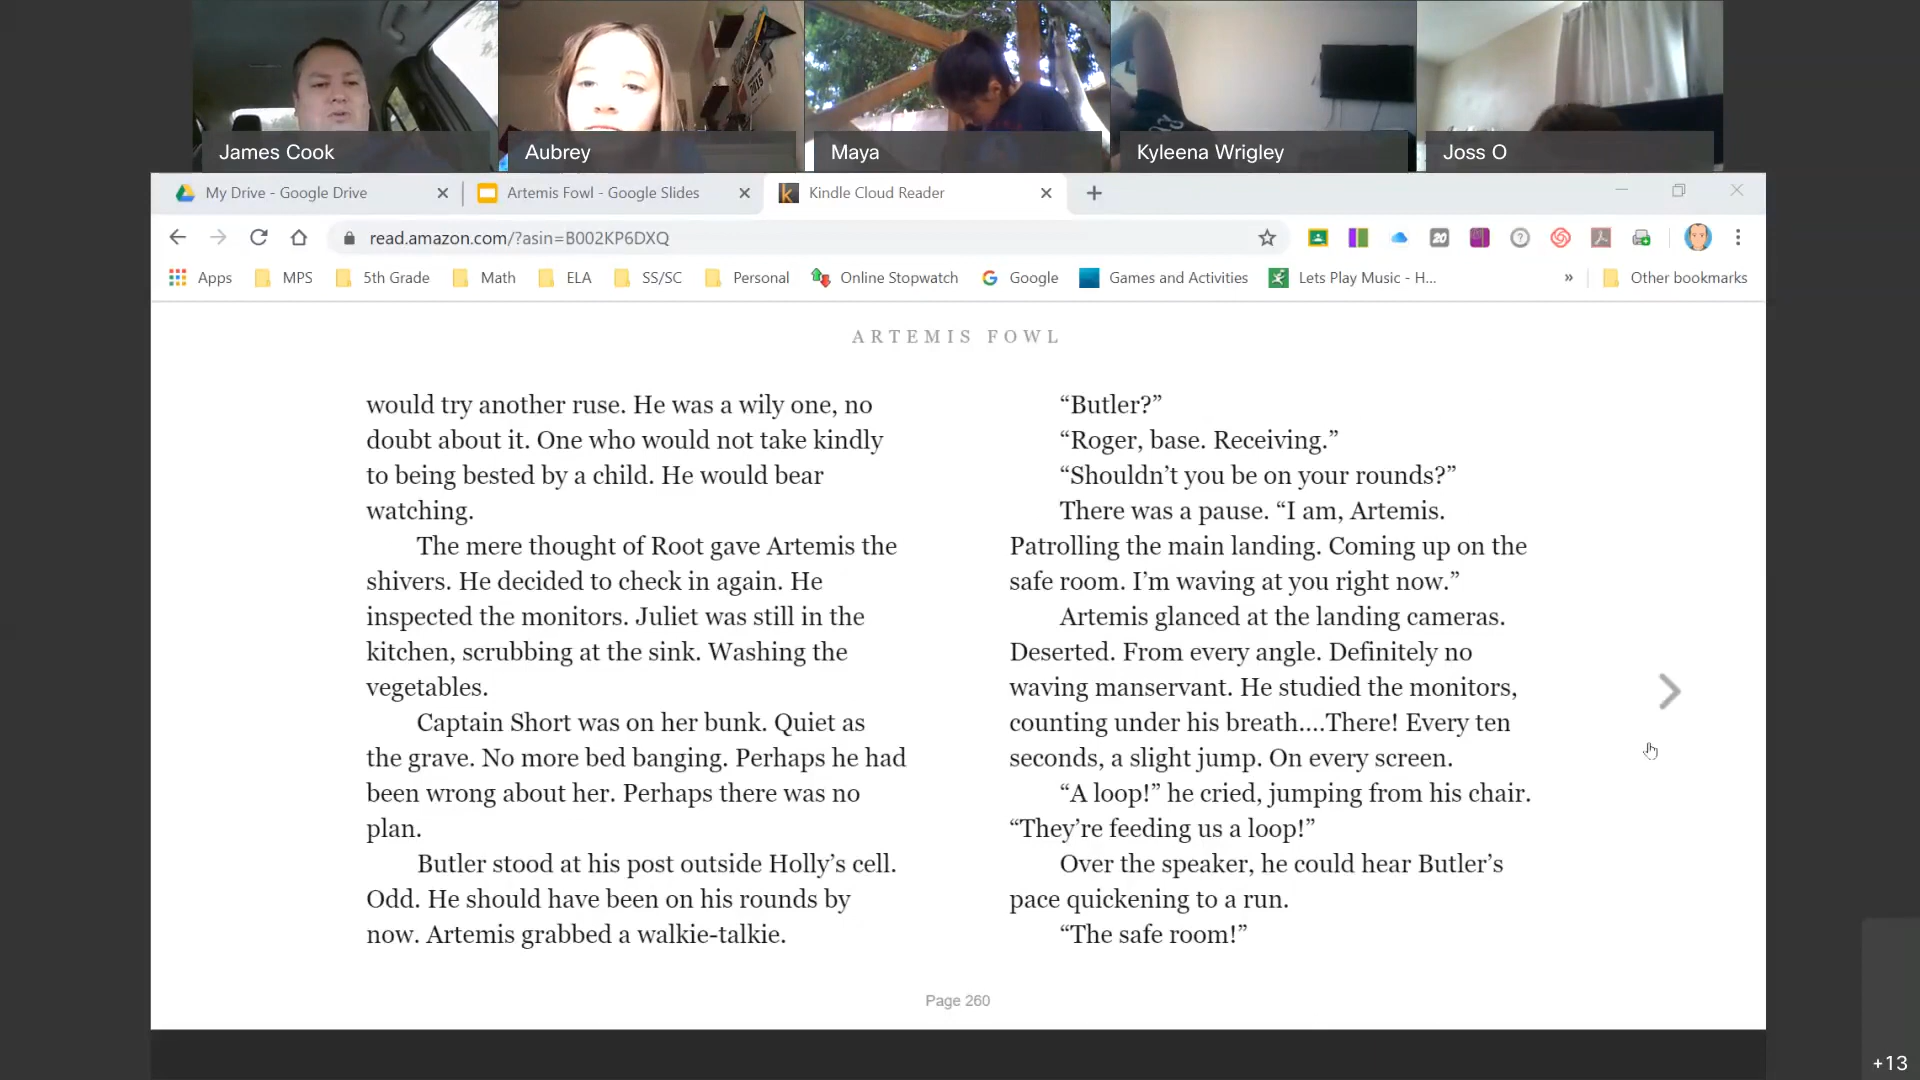 James Cook
Aubrey
Maya
Kyleena Wrigley
Joss O
2015
My Drive - Google Drive
Artemis Fowl - Google Slides
Kindle Cloud Reader
read.amazon.com/?asin=B002KP6DXQ
20
Apps
MPS
5th Grade
Math
ELA
SS/SC
Personal
Online Stopwatch
Google
Games and Activities
Lets Play Music - H...
»
Other bookmarks
ARTEMIS FOWL
would try another ruse. He was a wily one, no
doubt about it. One who would not take kindly
to being bested by a child. He would bear
watching.
The mere thought of Root gave Artemis the
shivers. He decided to check in again. He
inspected the monitors. Juliet was still in the
kitchen, scrubbing at the sink. Washing the
vegetables.
Captain Short was on her bunk. Quiet as
the grave. No more bed banging. Perhaps he had
been wrong about her. Perhaps there was no
plan.
Butler stood at his post outside Holly’s cell.
Odd. He should have been on his rounds by
now. Artemis grabbed a walkie-talkie.
“Butler?”
“Roger, base. Receiving.”
“Shouldn’t you be on your rounds?”
There was a pause. “I am, Artemis.
Patrolling the main landing. Coming up on the
safe room. I’m waving at you right now.”
Artemis glanced at the landing cameras.
Deserted. From every angle. Definitely no
waving manservant. He studied the monitors,
counting under his breath....There! Every ten
seconds, a slight jump. On every screen.
“A loop!” he cried, jumping from his chair.
“They’re feeding us a loop!”
Over the speaker, he could hear Butler’s
pace quickening to a run.
“The safe room!”
Page 260
+13